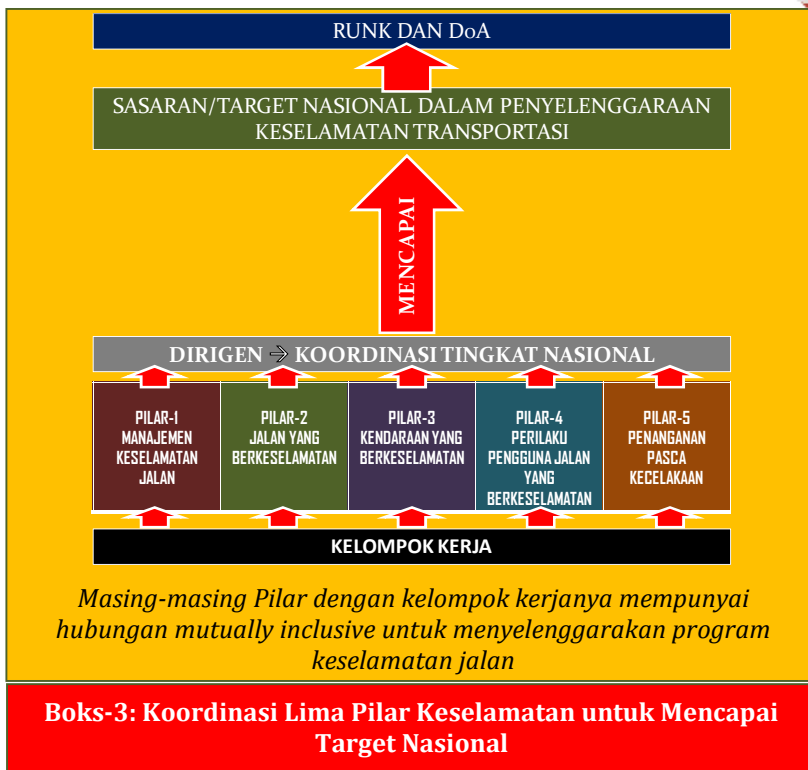 RUNK DAN DoA
SASARAN/TARGET NASIONAL DALAM PENYELENGGARAAN
KESELAMATAN TRANSPORTASI
MENCAPAI
DIRIGEN → KOORDINASI TINGKAT NASIONAL
PILAR-1
MANAJEMEN
KESELAMATAN
JALAN
PILAR-2
JALAN YANG
BERKESELAMATAN
PILAR-3
KENDARAAN YANG
BERKESELAMATAN
PILAR-4
PERILAKU
PENGGUNA JALAN
YANG
BERKESELAMATAN
PILAR-5
PENANGANAN
PASCA
KECELAKAAN
KELOMPOK KERJA
Masing-masing Pilar dengan kelompok kerjanya mempunyai
hubungan mutually inclusive untuk menyelenggarakan program
keselamatan jalan
Boks-3: Koordinasi Lima Pilar Keselamatan untuk Mencapai
Target Nasional